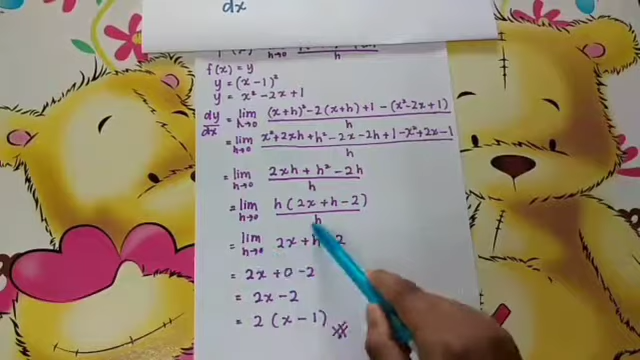 dx
f(x) = y
y = (x-1)²
y = x² - 2x + 1
dy/dx = lim h→0 (x+h)² - 2(x+h) + 1 - (x² - 2x + 1) / h
= lim h→0 x² + 2xh + h² - 2x - 2h + 1 - x² + 2x - 1 / h
= lim h→0 2xh + h² - 2h / h
= lim h→0 h(2x + h - 2) / h
= lim h→0 2x + h 2
= 2x + 0 - 2
= 2x - 2
= 2(x - 1)